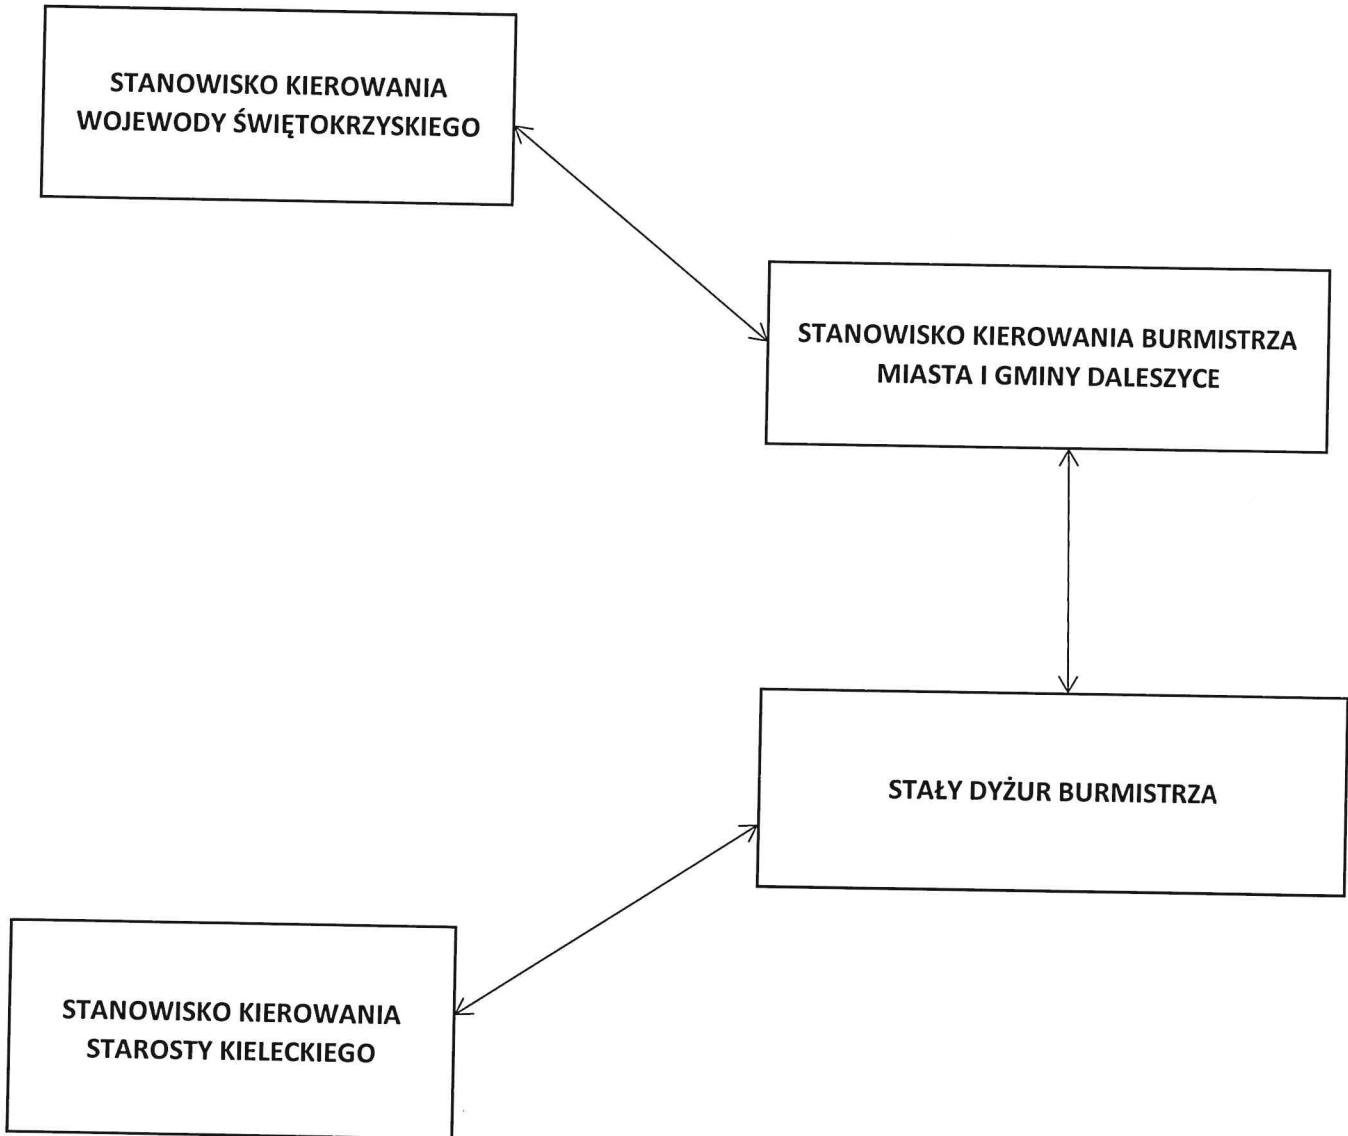 STANOWISKO KIEROWANIA
WOJEWODY ŚWIĘTOKRZYSKIEGO
STANOWISKO KIEROWANIA BURMISTRZA
MIASTA I GMINY DALESZYCE
STAŁY DYŻUR BURMISTRZA
STANOWISKO KIEROWANIA
STAROSTY KIELECKIEGO